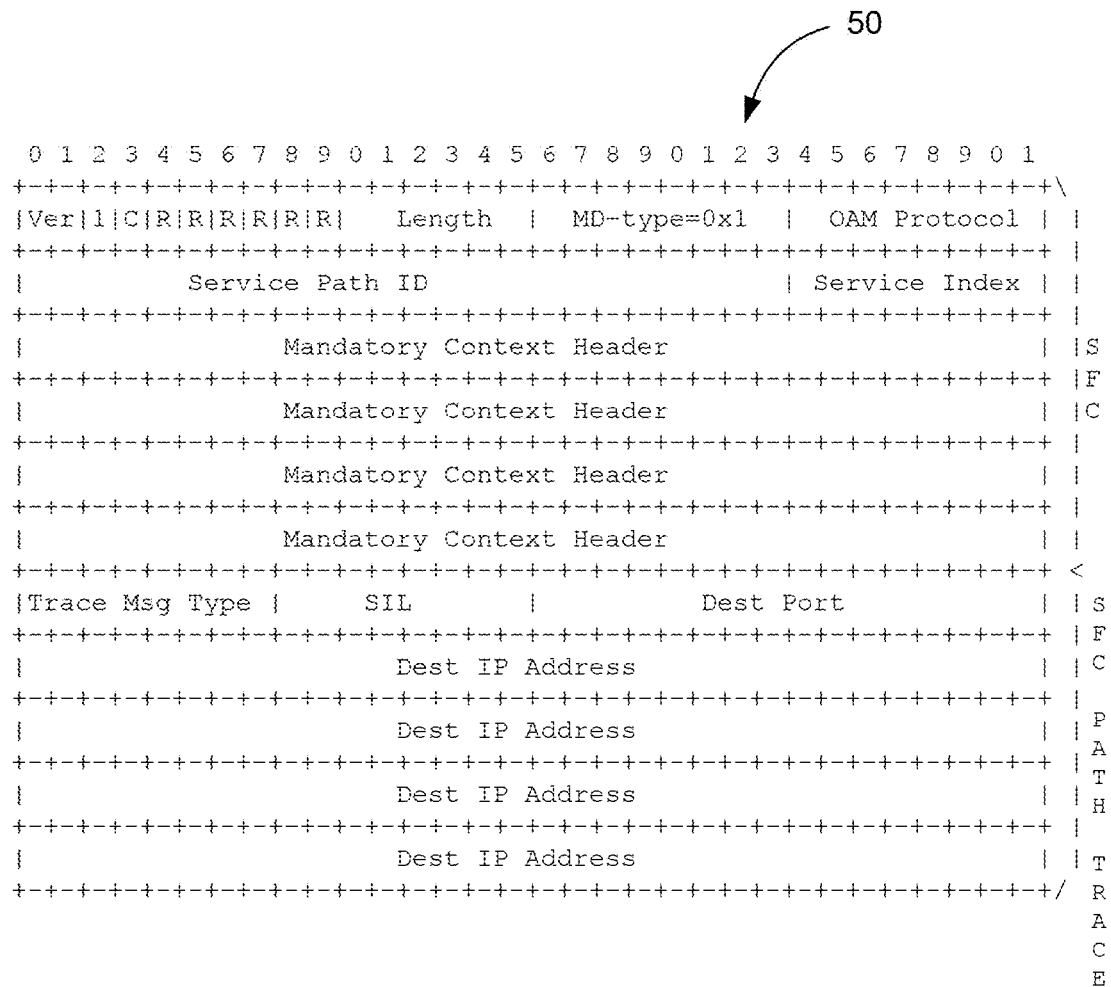 50
0 1 2 3 4 5 6 7 8 9 0 1 2 3 4 5 6 7 8 9 0 1 2 3 4 5 6 7 8 9 0 1
+-+-+-+-+-+-+-+-+-+-+-+-+-+-+-+-+-+-+-+-+-+-+-+-+-+-+-+-+-+-+-+-+\
|Ver|1|C|R|R|R|R|R|R|   Length  |  MD-type=0x1  |  OAM Protocol | |
+-+-+-+-+-+-+-+-+-+-+-+-+-+-+-+-+-+-+-+-+-+-+-+-+-+-+-+-+-+-+-+-+ |
|          Service Path ID                      | Service Index | |
+-+-+-+-+-+-+-+-+-+-+-+-+-+-+-+-+-+-+-+-+-+-+-+-+-+-+-+-+-+-+-+-+ |
|                Mandatory Context Header                       | |S
+-+-+-+-+-+-+-+-+-+-+-+-+-+-+-+-+-+-+-+-+-+-+-+-+-+-+-+-+-+-+-+-+ |F
|                Mandatory Context Header                       | |C
+-+-+-+-+-+-+-+-+-+-+-+-+-+-+-+-+-+-+-+-+-+-+-+-+-+-+-+-+-+-+-+-+ |
|                Mandatory Context Header                       | |
+-+-+-+-+-+-+-+-+-+-+-+-+-+-+-+-+-+-+-+-+-+-+-+-+-+-+-+-+-+-+-+-+ |
|                Mandatory Context Header                       | |
+-+-+-+-+-+-+-+-+-+-+-+-+-+-+-+-+-+-+-+-+-+-+-+-+-+-+-+-+-+-+-+-+ <
|Trace Msg Type |     SIL       |          Dest Port            | | S
+-+-+-+-+-+-+-+-+-+-+-+-+-+-+-+-+-+-+-+-+-+-+-+-+-+-+-+-+-+-+-+-+ | F
|                       Dest IP Address                         | | C
+-+-+-+-+-+-+-+-+-+-+-+-+-+-+-+-+-+-+-+-+-+-+-+-+-+-+-+-+-+-+-+-+ |
|                       Dest IP Address                         | | P
+-+-+-+-+-+-+-+-+-+-+-+-+-+-+-+-+-+-+-+-+-+-+-+-+-+-+-+-+-+-+-+-+ | A
|                       Dest IP Address                         | | T H
+-+-+-+-+-+-+-+-+-+-+-+-+-+-+-+-+-+-+-+-+-+-+-+-+-+-+-+-+-+-+-+-+ |
|                       Dest IP Address                         | | T
+-+-+-+-+-+-+-+-+-+-+-+-+-+-+-+-+-+-+-+-+-+-+-+-+-+-+-+-+-+-+-+-+/ R
A
C
E